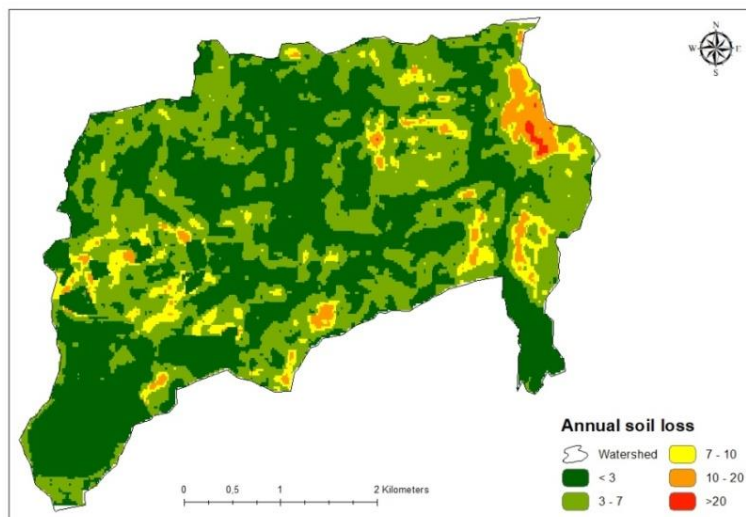 N
W E
S
Annual soil loss
Watershed
< 3
3 - 7
7 - 10
10 - 20
>20
0 0,5 1 2 Kilometers